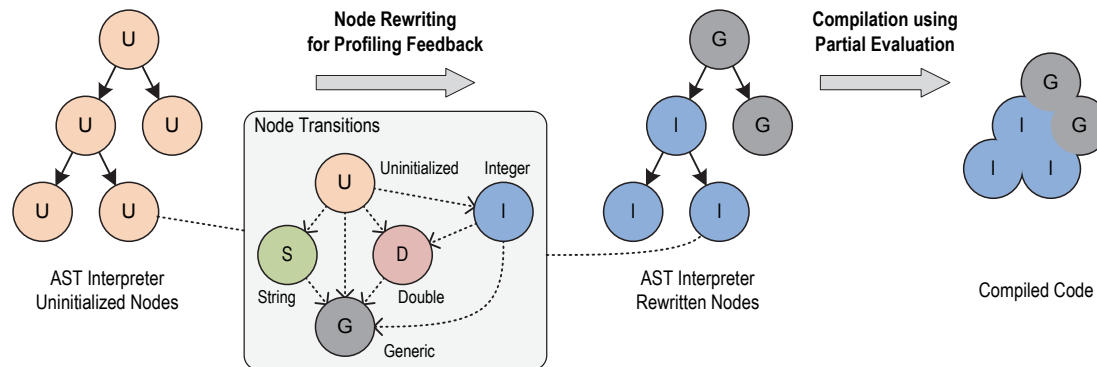 Node Rewriting
for Profiling Feedback
Compilation using
Partial Evaluation
U
U
U
U
U
AST Interpreter
Uninitialized Nodes
Node Transitions
U
Uninitialized
Integer
I
S
D
String
Double
G
Generic
G
I
G
I
I
AST Interpreter
Rewritten Nodes
G
I
G
I
I
Compiled Code